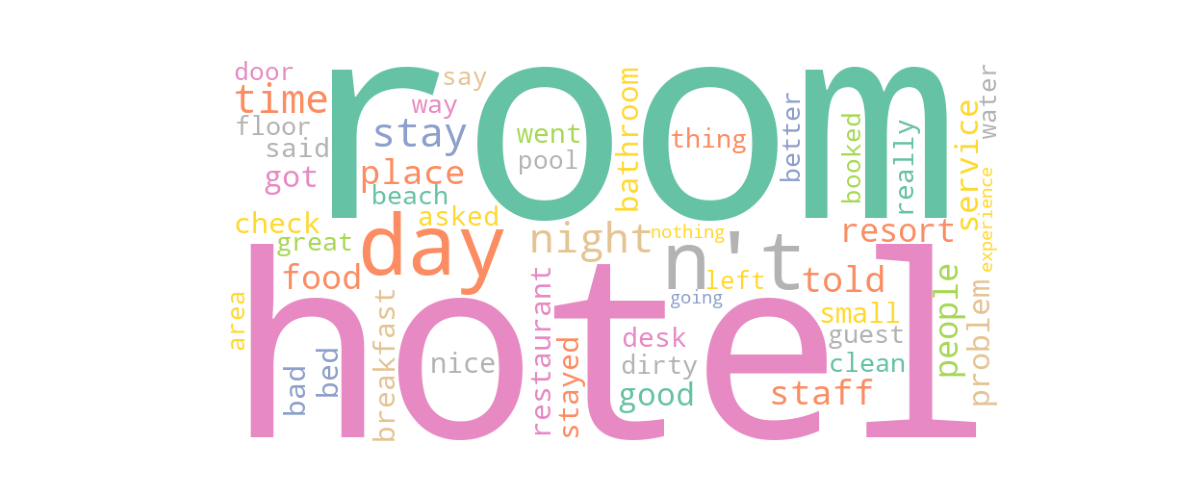 room
hotel
day
n't
door
time
floor
said
got
say
way
stay
place
beach
went
pool
thing
bathroom
better
booked
really
service
water
experience
check
great
food
asked
night
nothing
left
going
told
resort
small
guest
clean
staff
people
problem
area
bad
bed
breakfast
nice
restaurant
stayed
desk
dirty
good